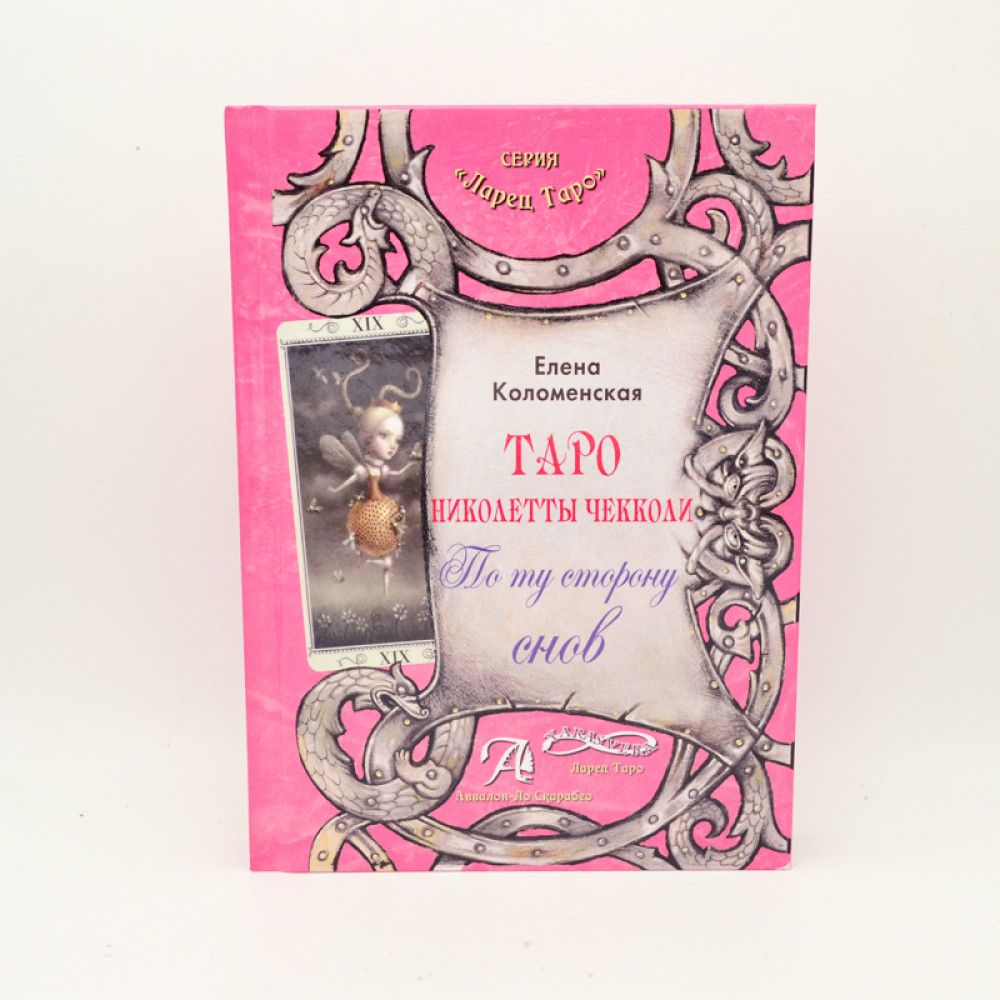 СЕРИЯ
«Ларец Таро»
XIX
Елена
Коломенская
ТАРО
НИКОЛЕТТЫ ЧЕККОЛИ
По ту сторону
снов
XIX
А
Ларец Таро
Аввалон-Ло Скарабео